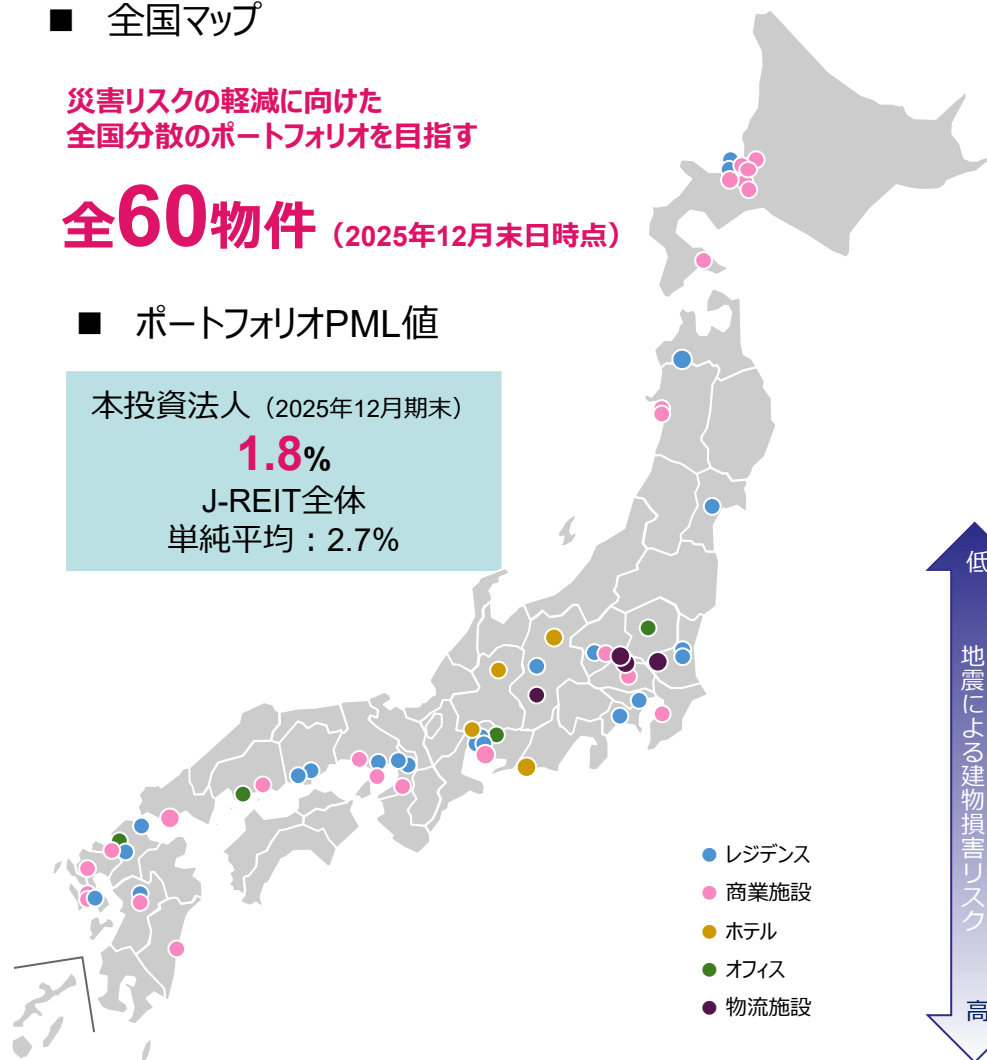 ■ 全国マップ
災害リスクの軽減に向けた
全国分散のポートフォリオを目指す
全60物件（2025年12月末日時点）
■ ポートフォリオPML値
本投資法人（2025年12月期末）
1.8%
J-REIT全体
単純平均：2.7%
低
地震による建物損害リスク
高
レジデンス
商業施設
ホテル
オフィス
物流施設